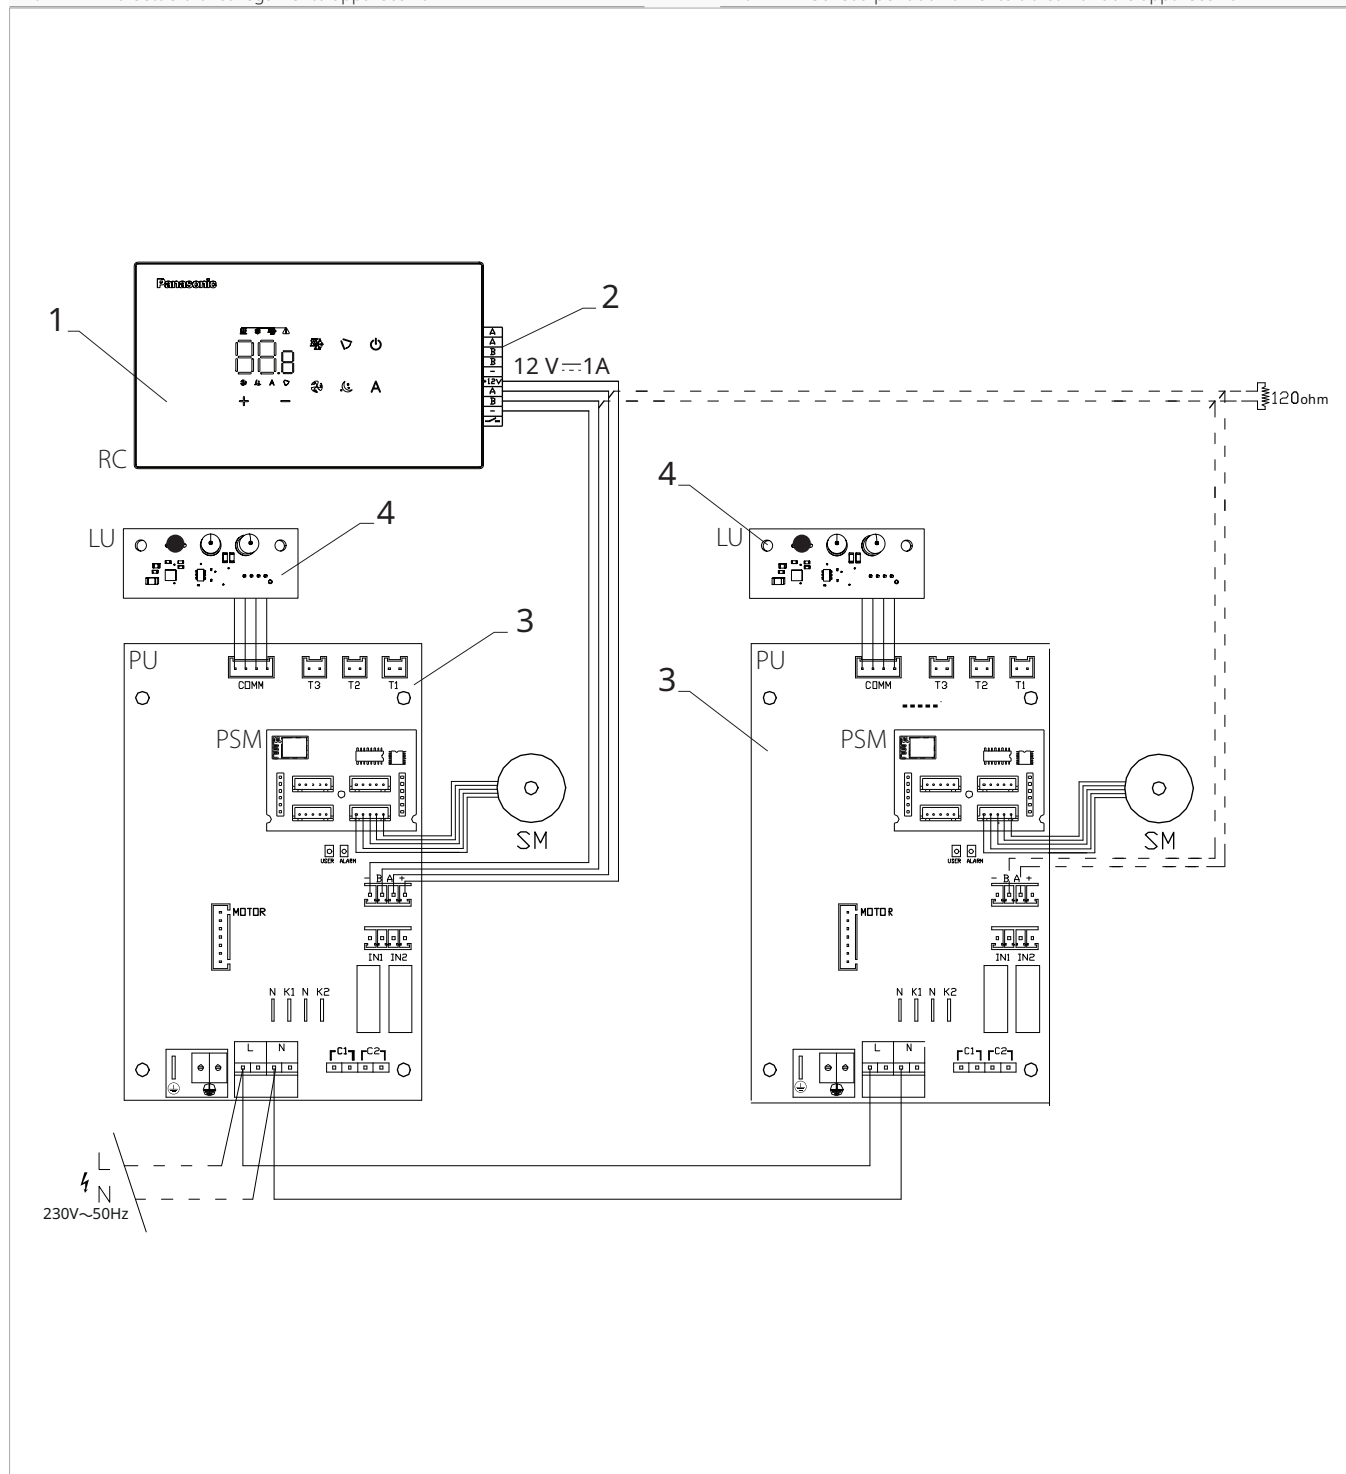 Panasonic
1
2
A
A
B
B
-
+12V
A
B
-
12 V⎓1A
88.8
A
A
+ -
RC
120ohm
4
LU
4
LU
3
PU
COMM
T3
T2
T1
PSM
SM
USER
ALARM
- B A +
MOTOR
IN1 IN2
N K1 N K2
L N
C1 C2
3
PU
COMM
T3
T2
T1
PSM
SM
USER
ALARM
- B A +
MOTOR
IN1 IN2
N K1 N K2
L N
C1 C2
L
N
230V~50Hz